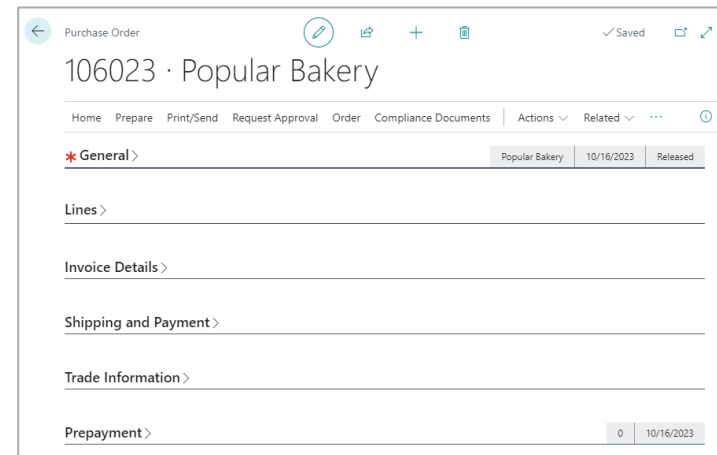 Purchase Order
Saved
106023 · Popular Bakery
Home Prepare Print/Send Request Approval Order Compliance Documents Actions Related ...
* General > Popular Bakery 10/16/2023 Released
Lines >
Invoice Details >
Shipping and Payment >
Trade Information >
Prepayment > 0 10/16/2023